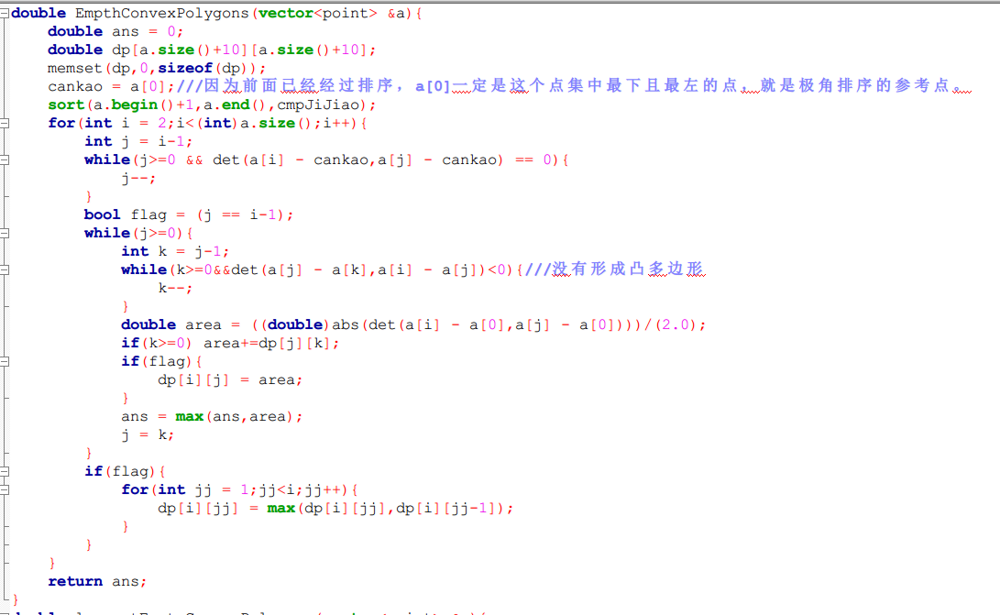 double EmpthConvexPolygons(vector<point> &a){
    double ans = 0;
    double dp[a.size()+10][a.size()+10];
    memset(dp,0,sizeof(dp));
    cankao = a[0];///因为前面已经经过排序，a[0]一定是这个点集中最下且最左的点，就是极角排序的参考点。
    sort(a.begin()+1,a.end(),cmpJiJiao);
    for(int i = 2;i<(int)a.size();i++){
        int j = i-1;
        while(j>=0 && det(a[i] - cankao,a[j] - cankao) == 0){
            j--;
        }
        bool flag = (j == i-1);
        while(j>=0){
            int k = j-1;
            while(k>=0&&det(a[j] - a[k],a[i] - a[j])<0){///没有形成凸多边形
                k--;
            }
            double area = ((double)abs(det(a[i] - a[0],a[j] - a[0])))/(2.0);
            if(k>=0) area+=dp[j][k];
            if(flag){
                dp[i][j] = area;
            }
            ans = max(ans,area);
            j = k;
        }
        if(flag){
            for(int jj = 1;jj<i;jj++){
                dp[i][jj] = max(dp[i][jj],dp[i][jj-1]);
            }
        }
    }
    return ans;
}